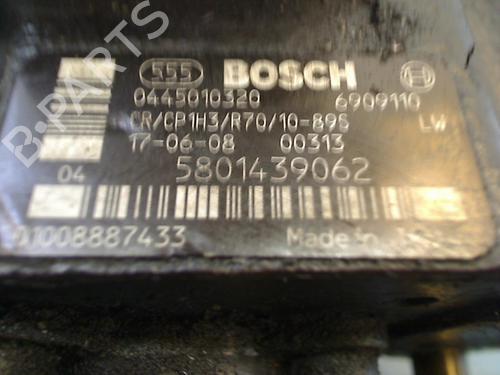 555 BOSCH
0445010320 6909110
CR/CP1H3/R70/10-89S LW
17-06-08 00313
04 5801439062
01008887433 Made in
B-PARTS